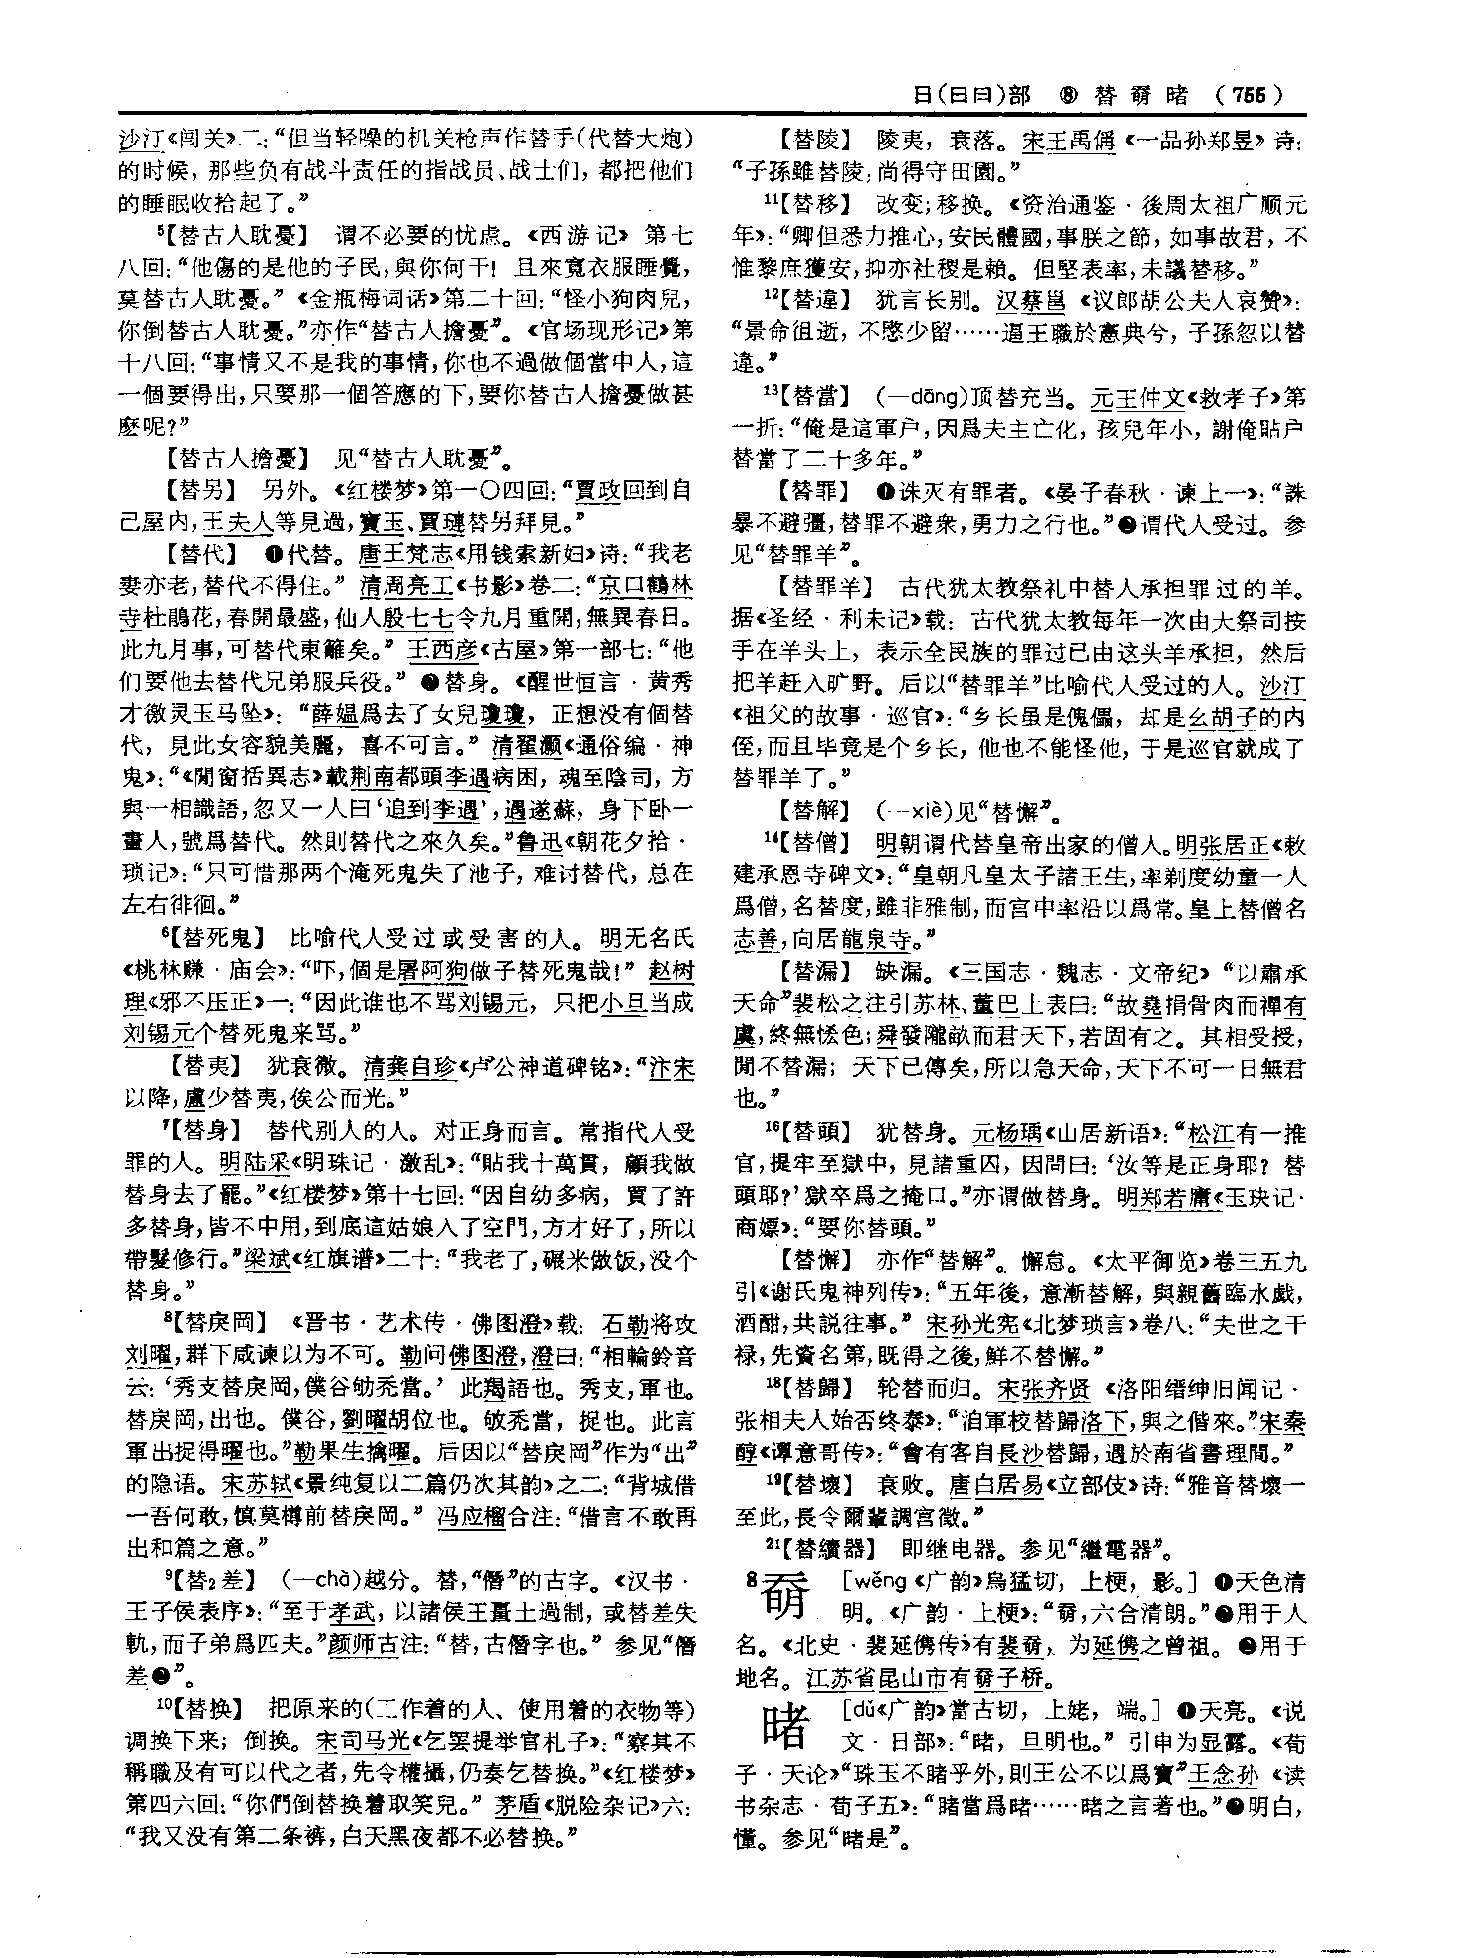 日(曰⺜)部 ⑧ 替 奣 暏 (755)
沙汀《闯关》二:“但当轻噪的机关枪声作替手(代替大炮)
的时候,那些负有战斗责任的指战员、战士们,都把他们
的睡眠收拾起了。”
⁵【替古人耽憂】 谓不必要的忧虑。《西游记》第七
八回:“他傷的是他的子民,與你何干!且來寬衣服睡覺,
莫替古人耽憂。”《金瓶梅词话》第二十回:“怪小狗肉兒,
你倒替古人耽憂。”亦作“替古人擔憂”。《官场现形记》第
十八回:“事情又不是我的事情,你也不過做個當中人,這
一個要得出,只要那一個答應的下,要你替古人擔憂做甚
麽呢?”
【替古人擔憂】 见“替古人耽憂”。
【替另】 另外。《红楼梦》第一〇四回:“賈政回到自
己屋内,王夫人等見過,寶玉、賈璉替另拜見。”
【替代】 ❶代替。唐王梵志《用钱索新妇》诗:“我老
妻亦老,替代不得住。”清周亮工《书影》卷二:“京口鶴林
寺杜鵑花,春開最盛,仙人殷七七令九月重開,無異春日。
此九月事,可替代東籬矣。”王西彦《古屋》第一部七:“他
们要他去替代兄弟服兵役。”❷替身。《醒世恒言·黄秀
才徼灵玉马坠》:“薛媪爲去了女兒瓊瓊,正想没有個替
代,見此女容貌美麗,喜不可言。”清翟灏《通俗编·神
鬼》:“《閒窗括異志》載荆南都頭李遇病困,魂至陰司,方
與一相識語,忽又一人曰‘追到李遇’,遇遂蘇,身下卧一
畫人,號爲替代。然則替代之來久矣。”鲁迅《朝花夕拾·
琐记》:“只可惜那两个淹死鬼失了池子,难讨替代,总在
左右徘徊。”
⁶【替死鬼】 比喻代人受过或受害的人。明无名氏
《桃林赚·庙会》:“吓,個是屠阿狗做子替死鬼哉!”赵树
理《邪不压正》一:“因此谁也不骂刘锡元,只把小旦当成
刘锡元个替死鬼来骂。”
【替夷】 犹衰微。清龚自珍《卢公神道碑铭》:“汴宋
以降,盧少替夷,俟公而光。”
⁷【替身】 替代别人的人。对正身而言。常指代人受
罪的人。明陆采《明珠记·激乱》:“貼我十萬貫,顧我做
替身去了罷。”《红楼梦》第十七回:“因自幼多病,買了許
多替身,皆不中用,到底這姑娘入了空門,方才好了,所以
帶髮修行。”梁斌《红旗谱》二十:“我老了,碾米做饭,没个
替身。”
⁸【替戾岡】 《晋书·艺术传·佛图澄》载:石勒将攻
刘曜,群下咸谏以为不可。勒问佛图澄,澄曰:“相輪鈴音
云:‘秀支替戾岡,僕谷劬禿當。’此羯語也。秀支,軍也。
替戾岡,出也。僕谷,劉曜胡位也。劬禿當,捉也。此言
軍出捉得曜也。”勒果生擒曜。后因以“替戾岡”作为“出”
的隐语。宋苏轼《景纯复以二篇仍次其韵》之二:“背城借
一吾何敢,慎莫樽前替戾岡。”冯应榴合注:“借言不敢再
出和篇之意。”
⁹【替₂差】 (—chà)越分。替,“僭”的古字。《汉书·
王子侯表序》:“至于孝武,以諸侯王畺土過制,或替差失
軌,而子弟爲匹夫。”颜师古注:“替,古僭字也。”参见“僭
差❷”。
¹⁰【替换】 把原来的(工作着的人、使用着的衣物等)
调换下来;倒换。宋司马光《乞罢提举官札子》:“察其不
稱職及有可以代之者,先令權攝,仍奏乞替换。”《红楼梦》
第四六回:“你們倒替换着取笑兒。”茅盾《脱险杂记》六:
“我又没有第二条裤,白天黑夜都不必替换。”
【替陵】 陵夷,衰落。宋王禹偁《一品孙郑昱》诗:
“子孫雖替陵,尚得守田園。”
¹¹【替移】 改变;移换。《资治通鉴·後周太祖广顺元
年》:“卿但悉力推心,安民體國,事朕之節,如事故君,不
惟黎庶獲安,抑亦社稷是賴。但堅表率,未議替移。”
¹²【替違】 犹言长别。汉蔡邕《议郎胡公夫人哀赞》:
“景命徂逝,不愍少留……逼王職於憲典兮,子孫忽以替
違。”
¹³【替當】 (—dāng)顶替充当。元王仲文《救孝子》第
一折:“俺是這軍户,因爲夫主亡化,孩兒年小,謝俺貼户
替當了二十多年。”
【替罪】 ❶诛灭有罪者。《晏子春秋·谏上一》:“誅
暴不避彊,替罪不避衆,勇力之行也。”❷谓代人受过。参
见“替罪羊”。
【替罪羊】 古代犹太教祭礼中替人承担罪过的羊。
据《圣经·利未记》载:古代犹太教每年一次由大祭司按
手在羊头上,表示全民族的罪过已由这头羊承担,然后
把羊赶入旷野。后以“替罪羊”比喻代人受过的人。沙汀
《祖父的故事·巡官》:“乡长虽是傀儡,却是幺胡子的内
侄,而且毕竟是个乡长,他也不能怪他,于是巡官就成了
替罪羊了。”
【替解】 (—xiè)见“替懈”。
¹⁴【替僧】 明朝谓代替皇帝出家的僧人。明张居正《敕
建承恩寺碑文》:“皇朝凡皇太子諸王生,率剃度幼童一人
爲僧,名替度,雖非雅制,而宫中率沿以爲常。皇上替僧名
志善,向居龍泉寺。”
【替漏】 缺漏。《三国志·魏志·文帝纪》“以肅承
天命”裴松之注引苏林、董巴上表曰:“故堯捐骨肉而禪有
虞,終無恡色;舜發隴畝而君天下,若固有之。其相受授,
閒不替漏;天下已傳矣,所以急天命,天下不可一日無君
也。”
¹⁶【替頭】 犹替身。元杨瑀《山居新语》:“松江有一推
官,提牢至獄中,見諸重囚,因問曰:‘汝等是正身耶?替
頭耶?’獄卒爲之掩口。”亦谓做替身。明郑若庸《玉玦记·
商嫖》:“要你替頭。”
【替懈】 亦作“替解”。懈怠。《太平御览》卷三五九
引《谢氏鬼神列传》:“五年後,意漸替解,與親舊臨水戲,
酒酣,共説往事。”宋孙光宪《北梦琐言》卷八:“夫世之干
禄,先資名第,既得之後,鮮不替懈。”
¹⁸【替歸】 轮替而归。宋张齐贤《洛阳缙绅旧闻记·
张相夫人始否终泰》:“洎軍校替歸洛下,與之偕來。”宋秦
醇《谭意哥传》:“會有客自長沙替歸,遇於南省書理間。”
¹⁹【替壞】 衰败。唐白居易《立部伎》诗:“雅音替壞一
至此,長令爾輩調宫徵。”
²¹【替續器】 即继电器。参见“繼電器”。
⁸奣 [wěng《广韵》烏猛切,上梗,影。]❶天色清
明。《广韵·上梗》:“奣,六合清朗。”❷用于人
名。《北史·裴延儁传》有裴奣,为延儁之曾祖。❸用于
地名。江苏省昆山市有奣子桥。
暏 [dǔ《广韵》當古切,上姥,端。]❶天亮。《说
文·日部》:“暏,旦明也。”引申为显露。《荀
子·天论》“珠玉不睹乎外,則王公不以爲寶”王念孙《读
书杂志·荀子五》:“睹當爲暏……暏之言著也。”❷明白,
懂。参见“暏是”。